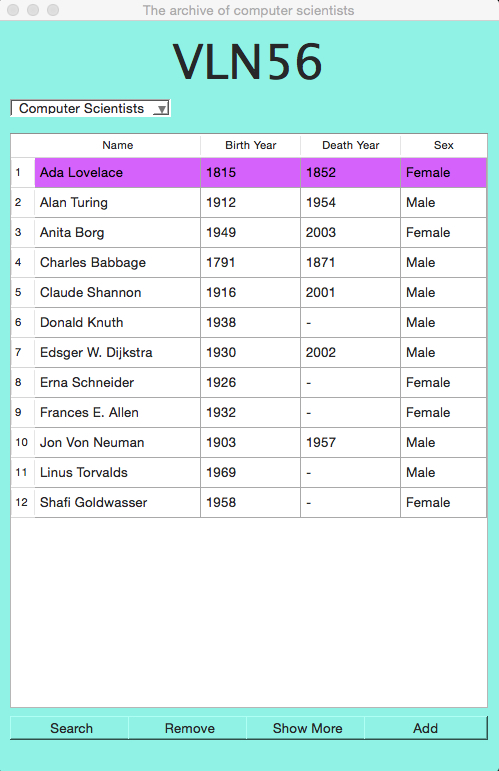 The archive of computer scientists
VLN56
Computer Scientists
Name Birth Year Death Year Sex
1 Ada Lovelace 1815 1852 Female
2 Alan Turing 1912 1954 Male
3 Anita Borg 1949 2003 Female
4 Charles Babbage 1791 1871 Male
5 Claude Shannon 1916 2001 Male
6 Donald Knuth 1938 - Male
7 Edsger W. Dijkstra 1930 2002 Male
8 Erna Schneider 1926 - Female
9 Frances E. Allen 1932 - Female
10 Jon Von Neuman 1903 1957 Male
11 Linus Torvalds 1969 - Male
12 Shafi Goldwasser 1958 - Female
Search Remove Show More Add